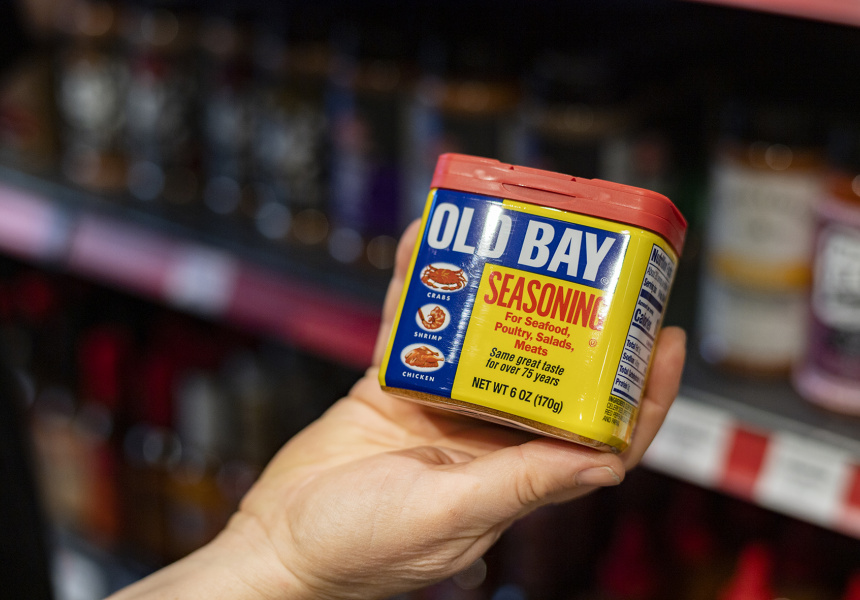 OLD BAY
®
CRABS
SHRIMP
CHICKEN
SEASONING
For Seafood,
Poultry, Salads,
Meats
Same great taste
for over 75 years
NET WT 6 OZ (170g)